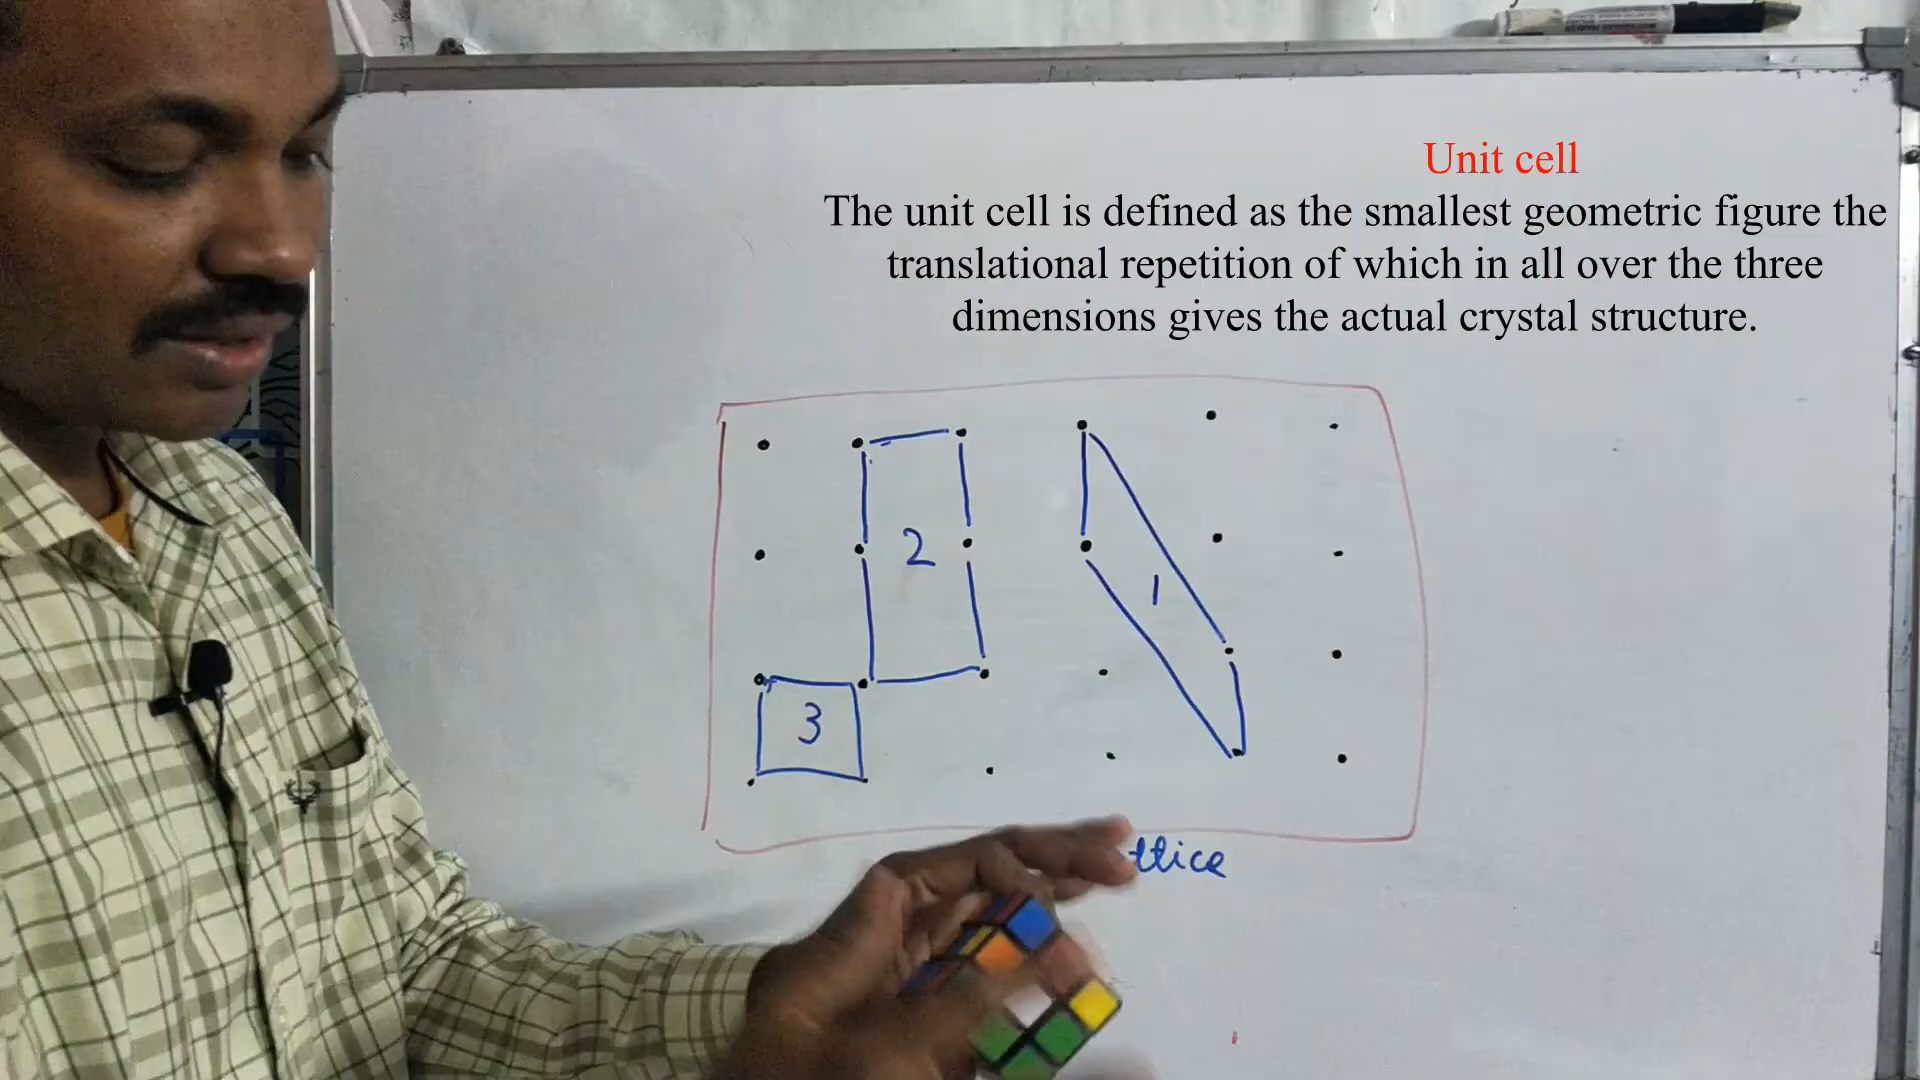 Unit cell
The unit cell is defined as the smallest geometric figure the
translational repetition of which in all over the three
dimensions gives the actual crystal structure.
2
1
3
ttice